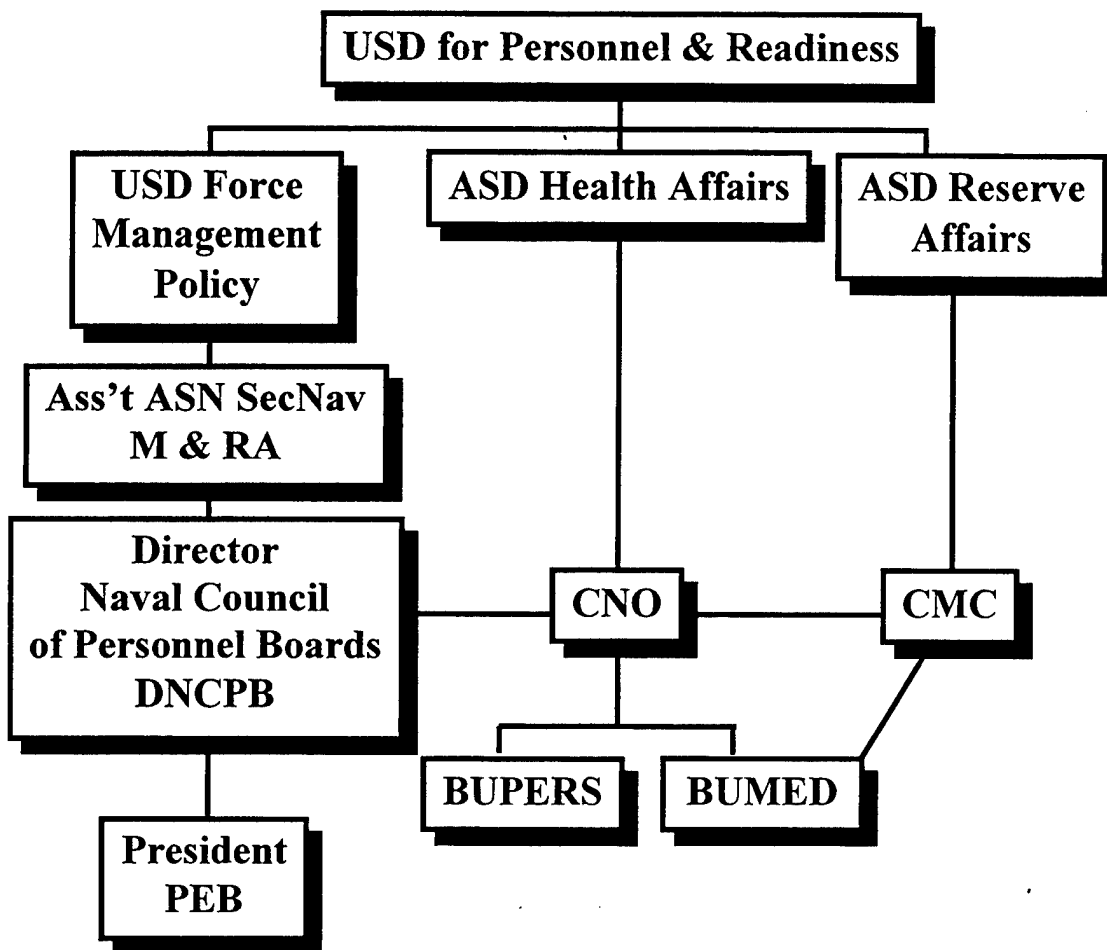 USD for Personnel & Readiness
USD Force
Management
Policy
ASD Health Affairs
ASD Reserve
Affairs
Ass’t ASN SecNav
M & RA
Director
Naval Council
of Personnel Boards
DNCPB
CNO
CMC
BUPERS
BUMED
President
PEB